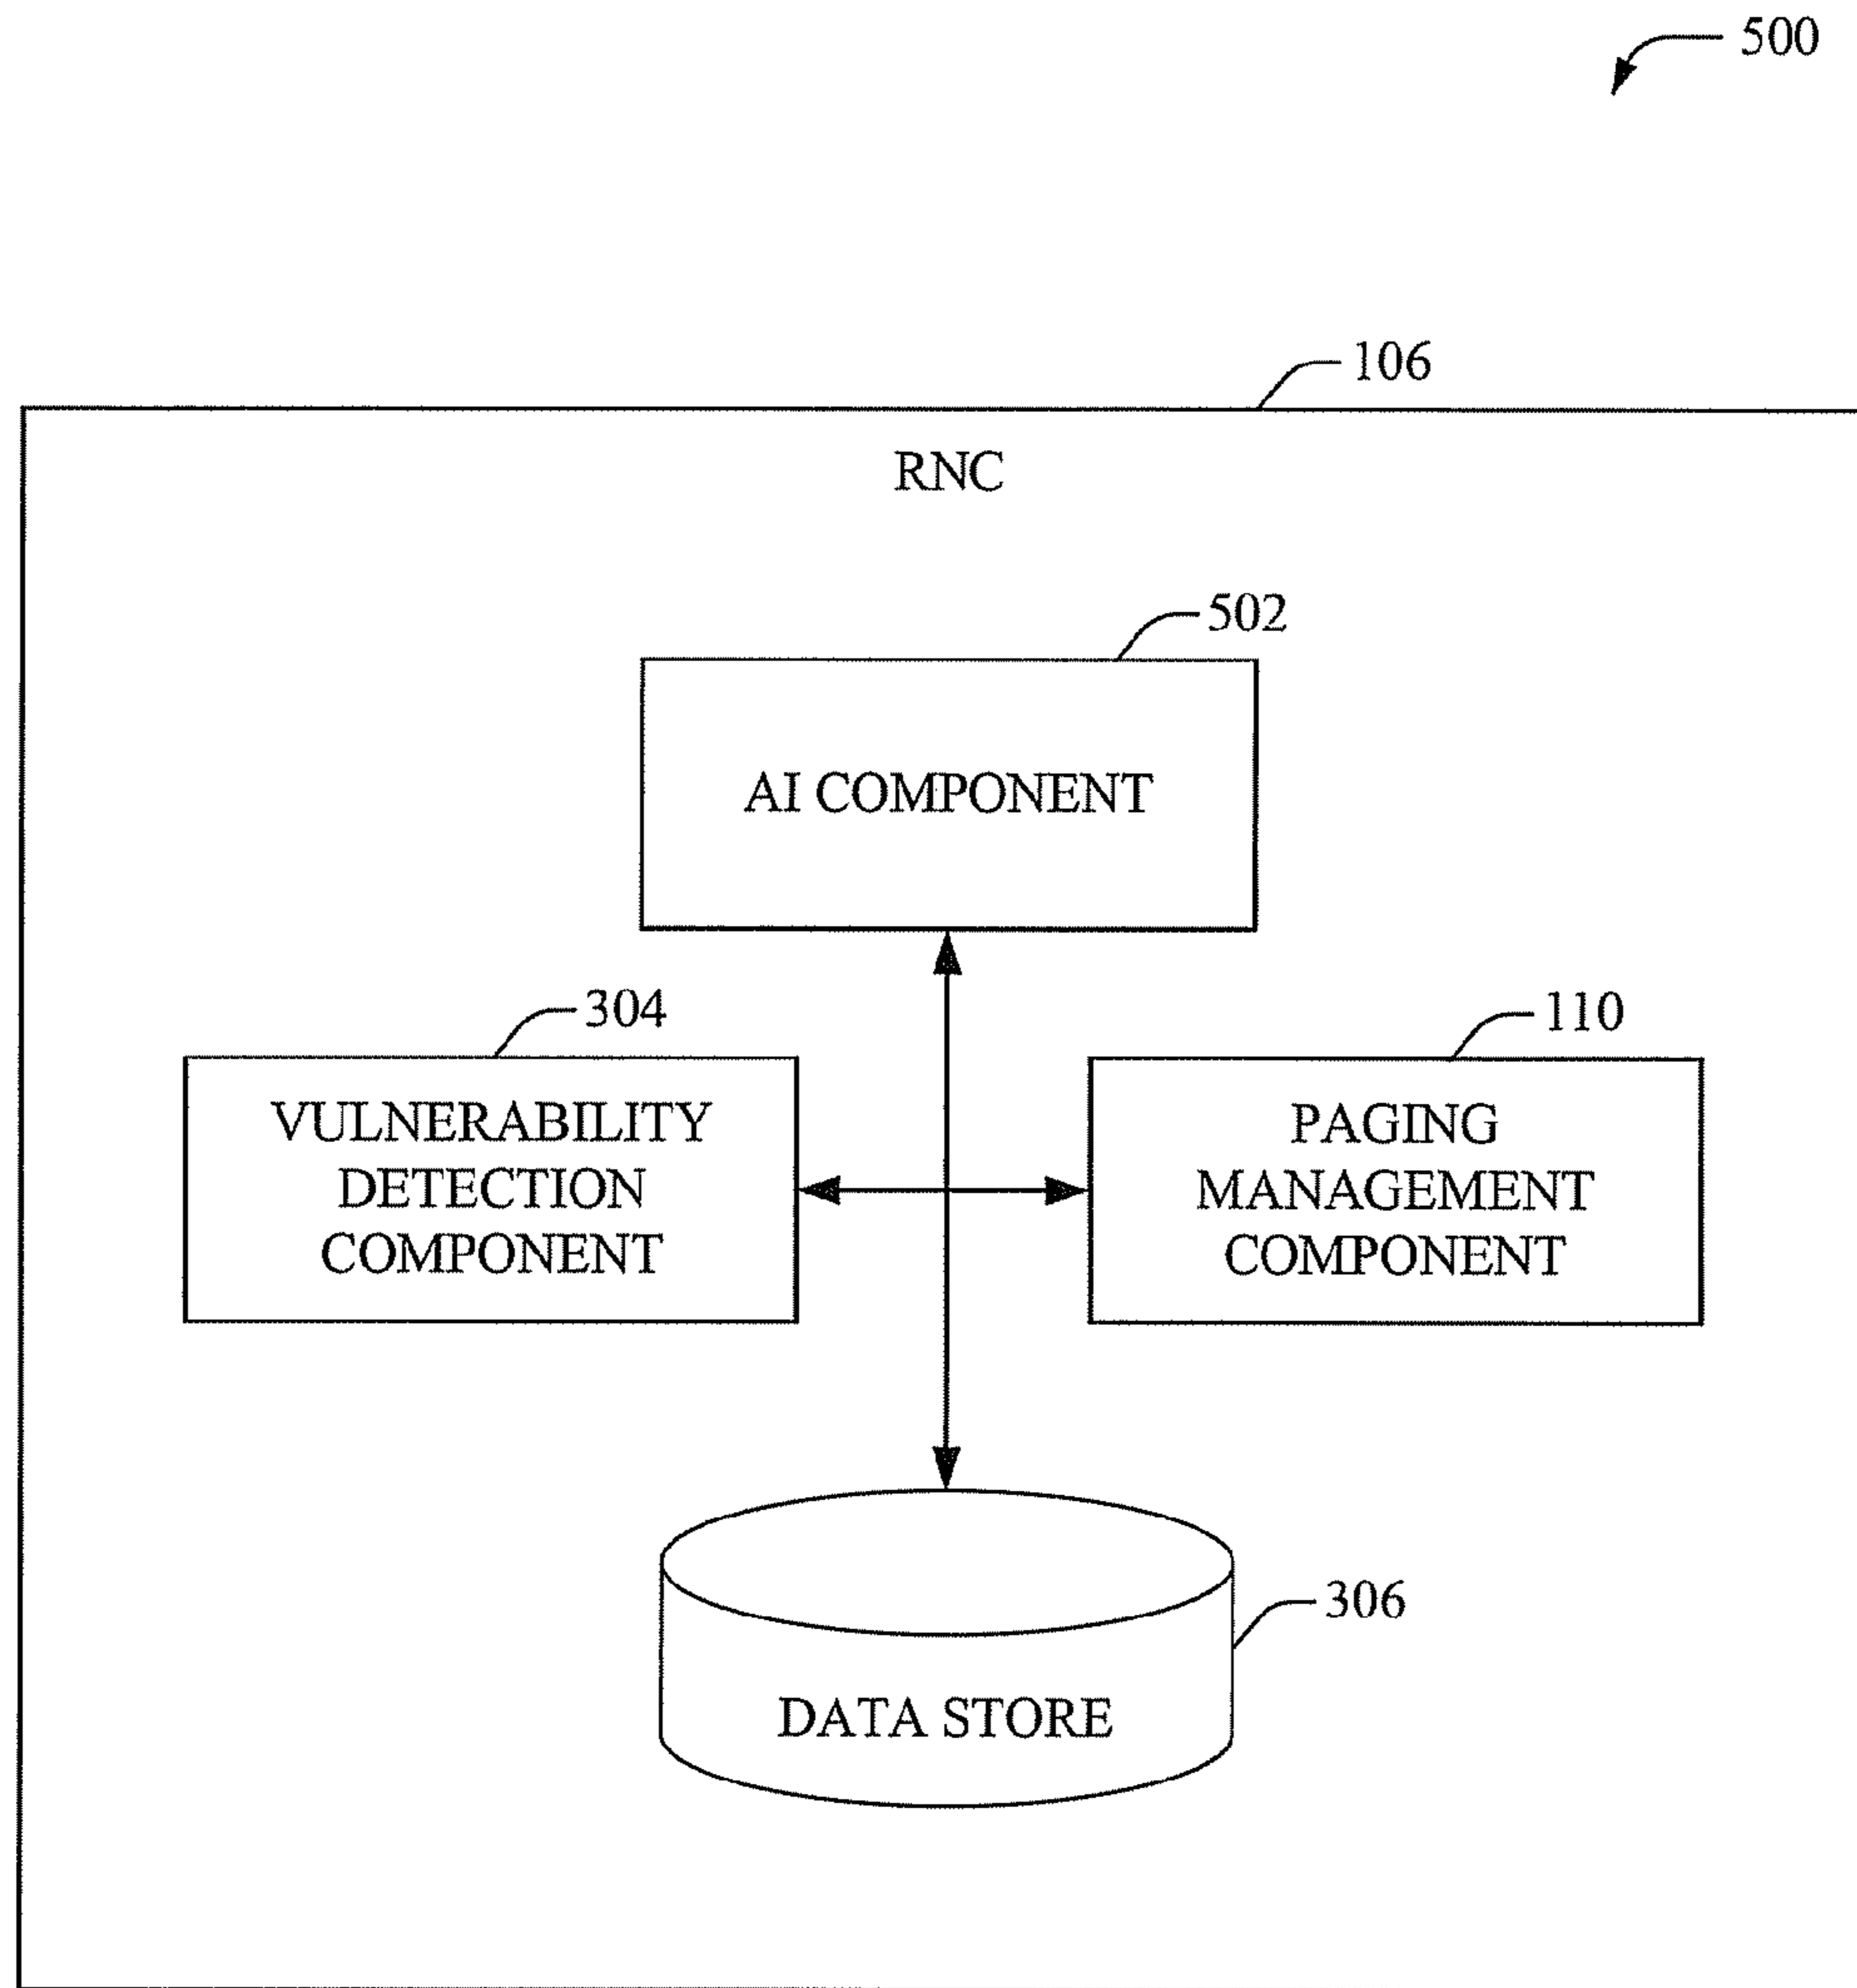 500
106
RNC
502
AI COMPONENT
304
110
VULNERABILITY
DETECTION
COMPONENT
PAGING
MANAGEMENT
COMPONENT
306
DATA STORE